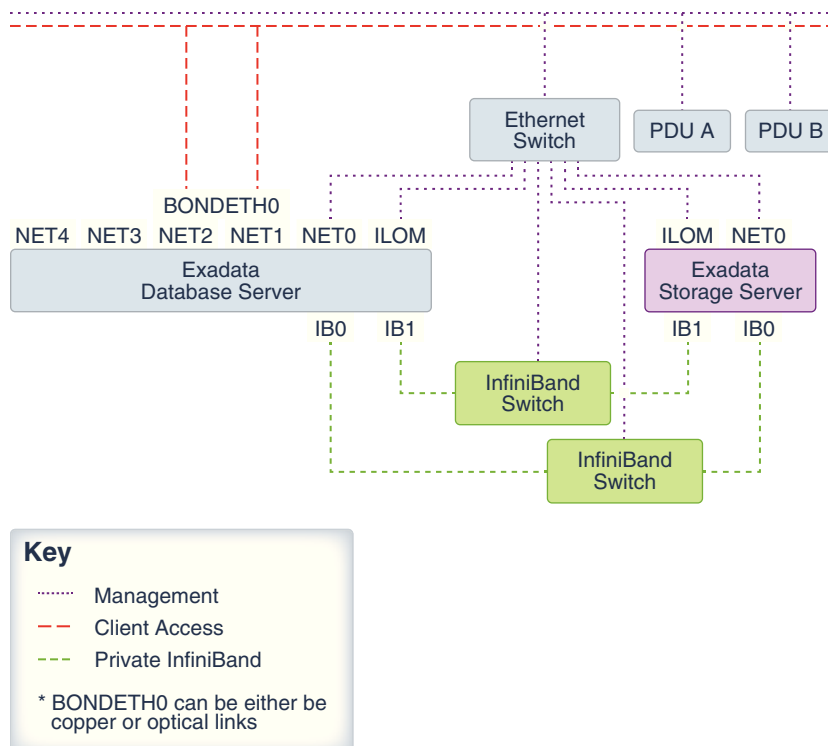 Ethernet
Switch
PDU A
PDU B
BONDETH0
NET4 NET3 NET2 NET1 NET0 ILOM
ILOM NET0
Exadata
Database Server
Exadata
Storage Server
IB0 IB1
IB1 IB0
InfiniBand
Switch
InfiniBand
Switch
Key
Management
Client Access
Private InfiniBand
* BONDETH0 can be either be
copper or optical links